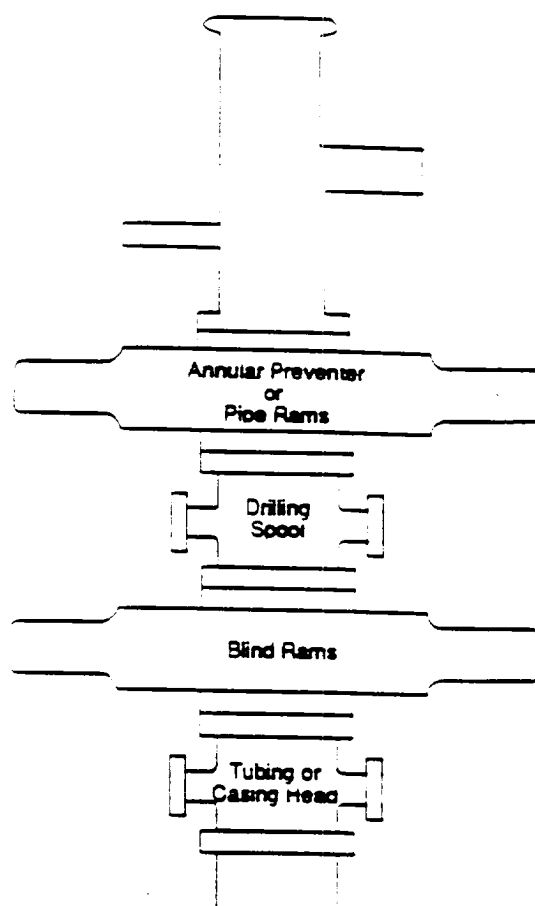 Annular Preventer
or
Pipe Rams
Drilling
Spool
Blind Rams
Tubing or
Casing Head